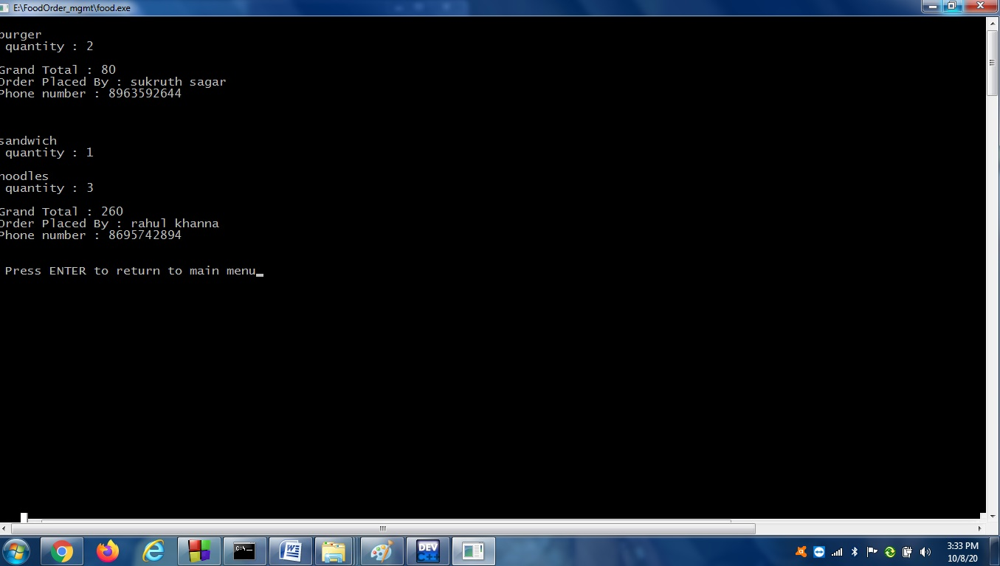 E:\FoodOrder_mgmt\food.exe
burger
quantity : 2
Grand Total : 80
Order Placed By : sukruth sagar
Phone number : 8963592644
sandwich
quantity : 1
noodles
quantity : 3
Grand Total : 260
Order Placed By : rahul khanna
Phone number : 8695742894
Press ENTER to return to main menu_
C:\._
W
DEV
C++
3:33 PM
10/8/20